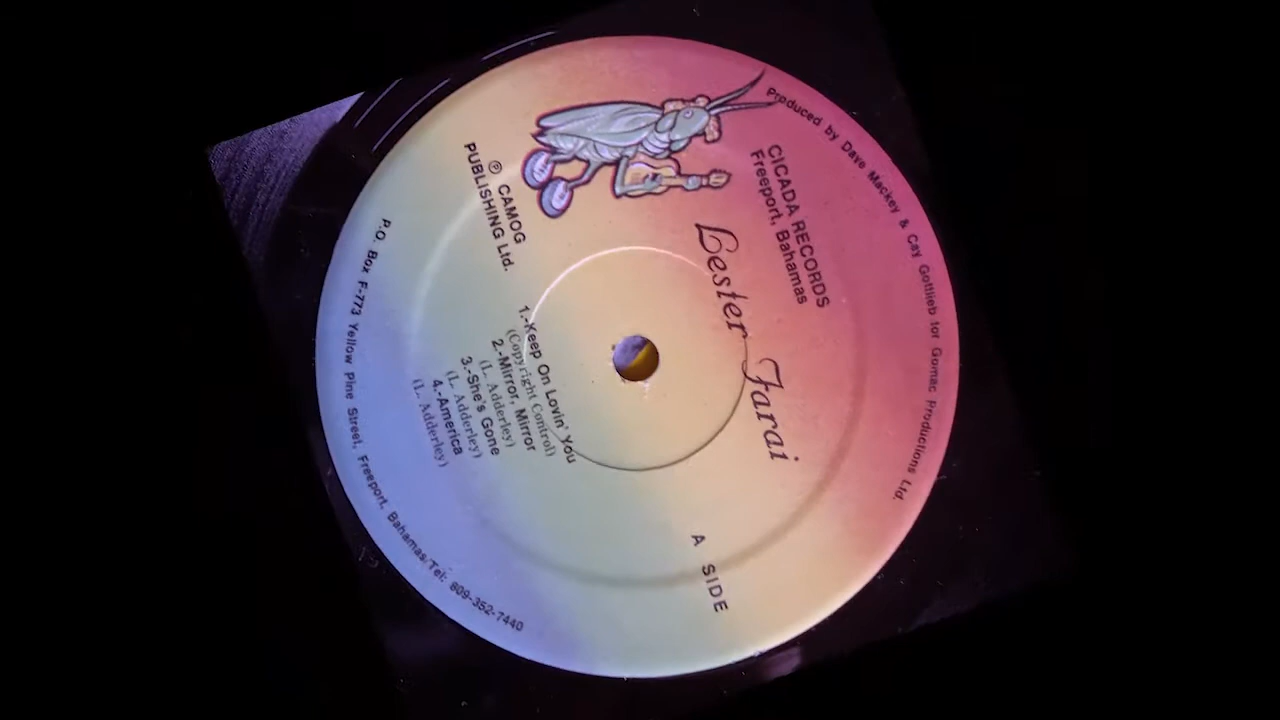 Produced by Dave Mackey & Cay Gottlieb for Gomac Productions Ltd.
CICADA RECORDS
Freeport, Bahamas
Lester Farai
A SIDE
℗ CAMOG
PUBLISHING Ltd.
1.-Keep On Lovin' You
(Copyright Control)
2.-Mirror, Mirror
(L. Adderley)
3.-She's Gone
(L. Adderley)
4.-America
(L. Adderley)
P.O. Box F-773 Yellow Pine Street, Freeport, Bahamas/Tel: 809-352-7440